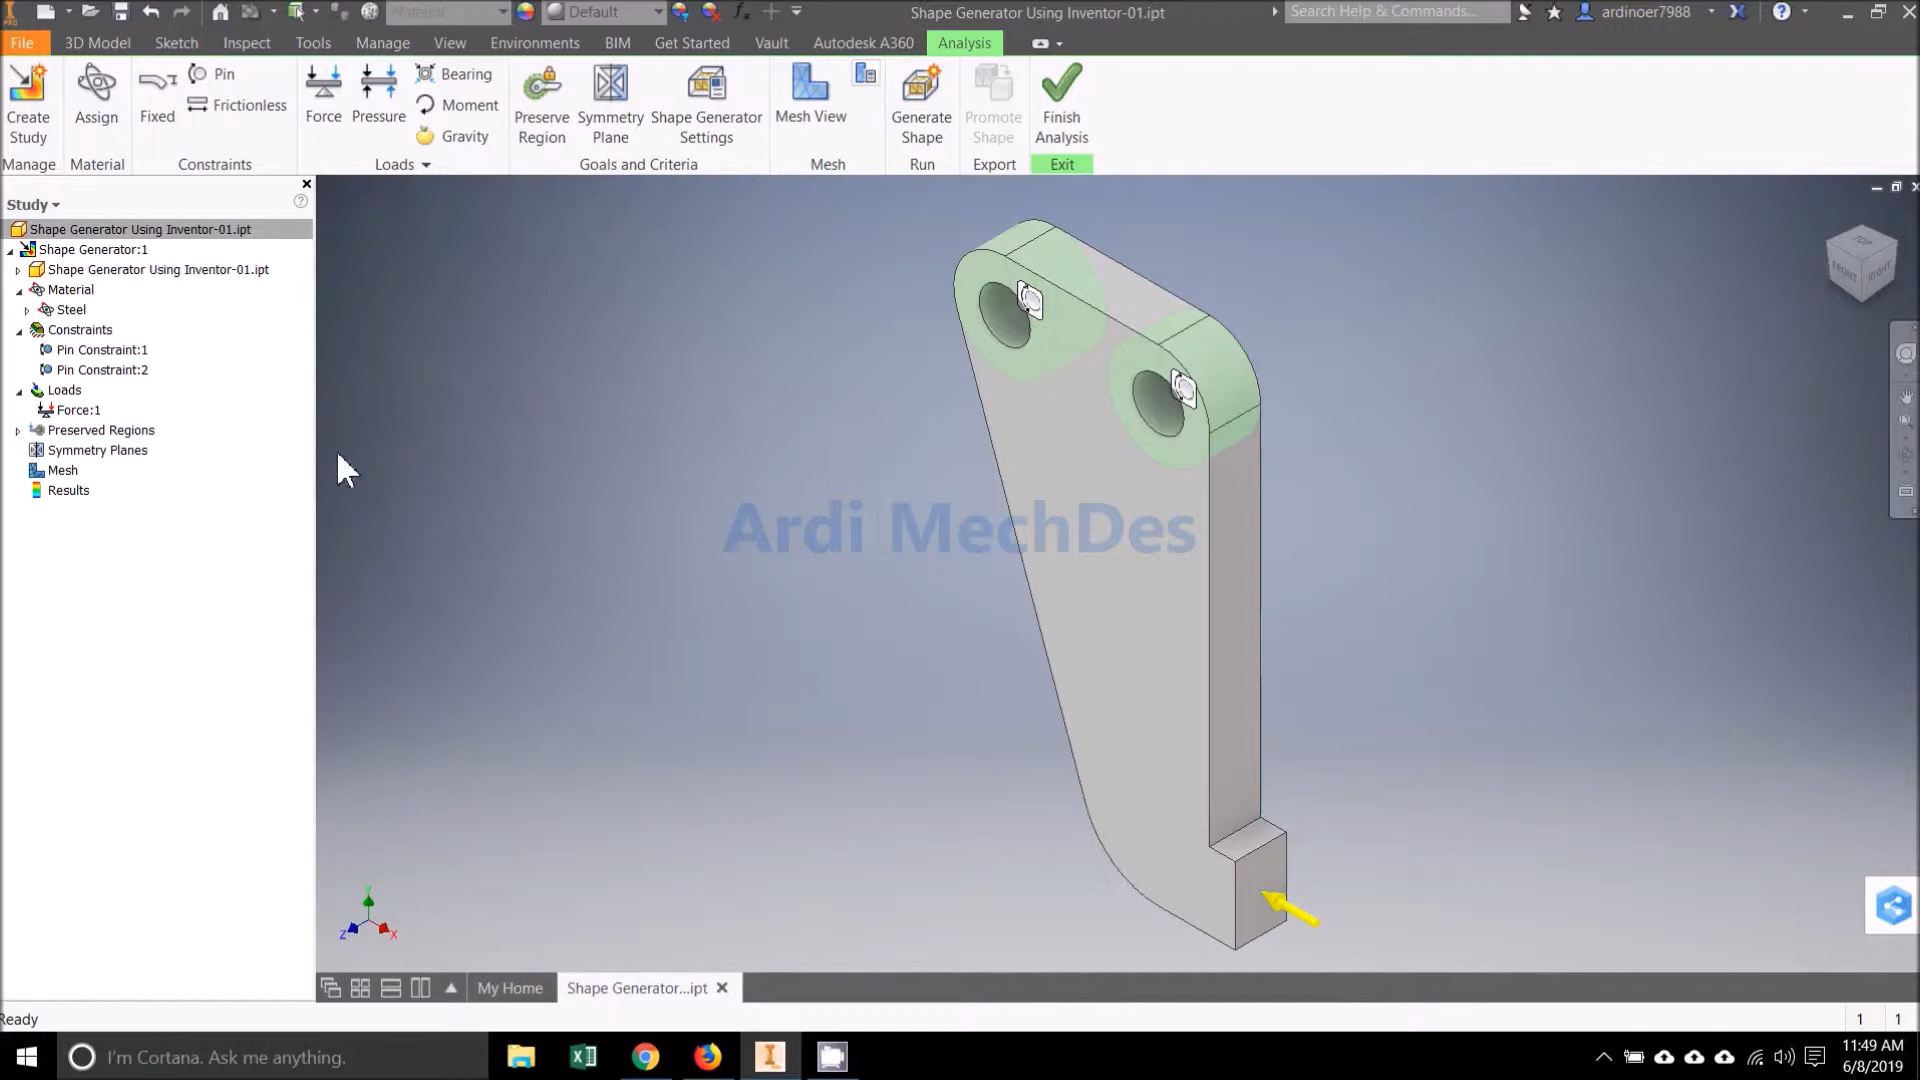 Material
Default
Shape Generator Using Inventor-01.ipt
Search Help & Commands...
ardinoer7988
PRO
File
3D Model
Sketch
Inspect
Tools
Manage
View
Environments
BIM
Get Started
Vault
Autodesk A360
Analysis
Create Study
Assign
Fixed
Pin
Frictionless
Force
Pressure
Bearing
Moment
Gravity
Preserve Region
Symmetry Plane
Shape Generator Settings
Mesh View
Generate Shape
Promote Shape
Finish Analysis
Manage
Material
Constraints
Loads
Goals and Criteria
Mesh
Run
Export
Exit
Study
Shape Generator Using Inventor-01.ipt
Shape Generator:1
Shape Generator Using Inventor-01.ipt
Material
Steel
Constraints
Pin Constraint:1
Pin Constraint:2
Loads
Force:1
Preserved Regions
Symmetry Planes
Mesh
Results
TOP
FRONT
RIGHT
Ardi MechDes
Y
Z
X
My Home
Shape Generator...ipt
Ready
1
1
I'm Cortana. Ask me anything.
11:49 AM
6/8/2019